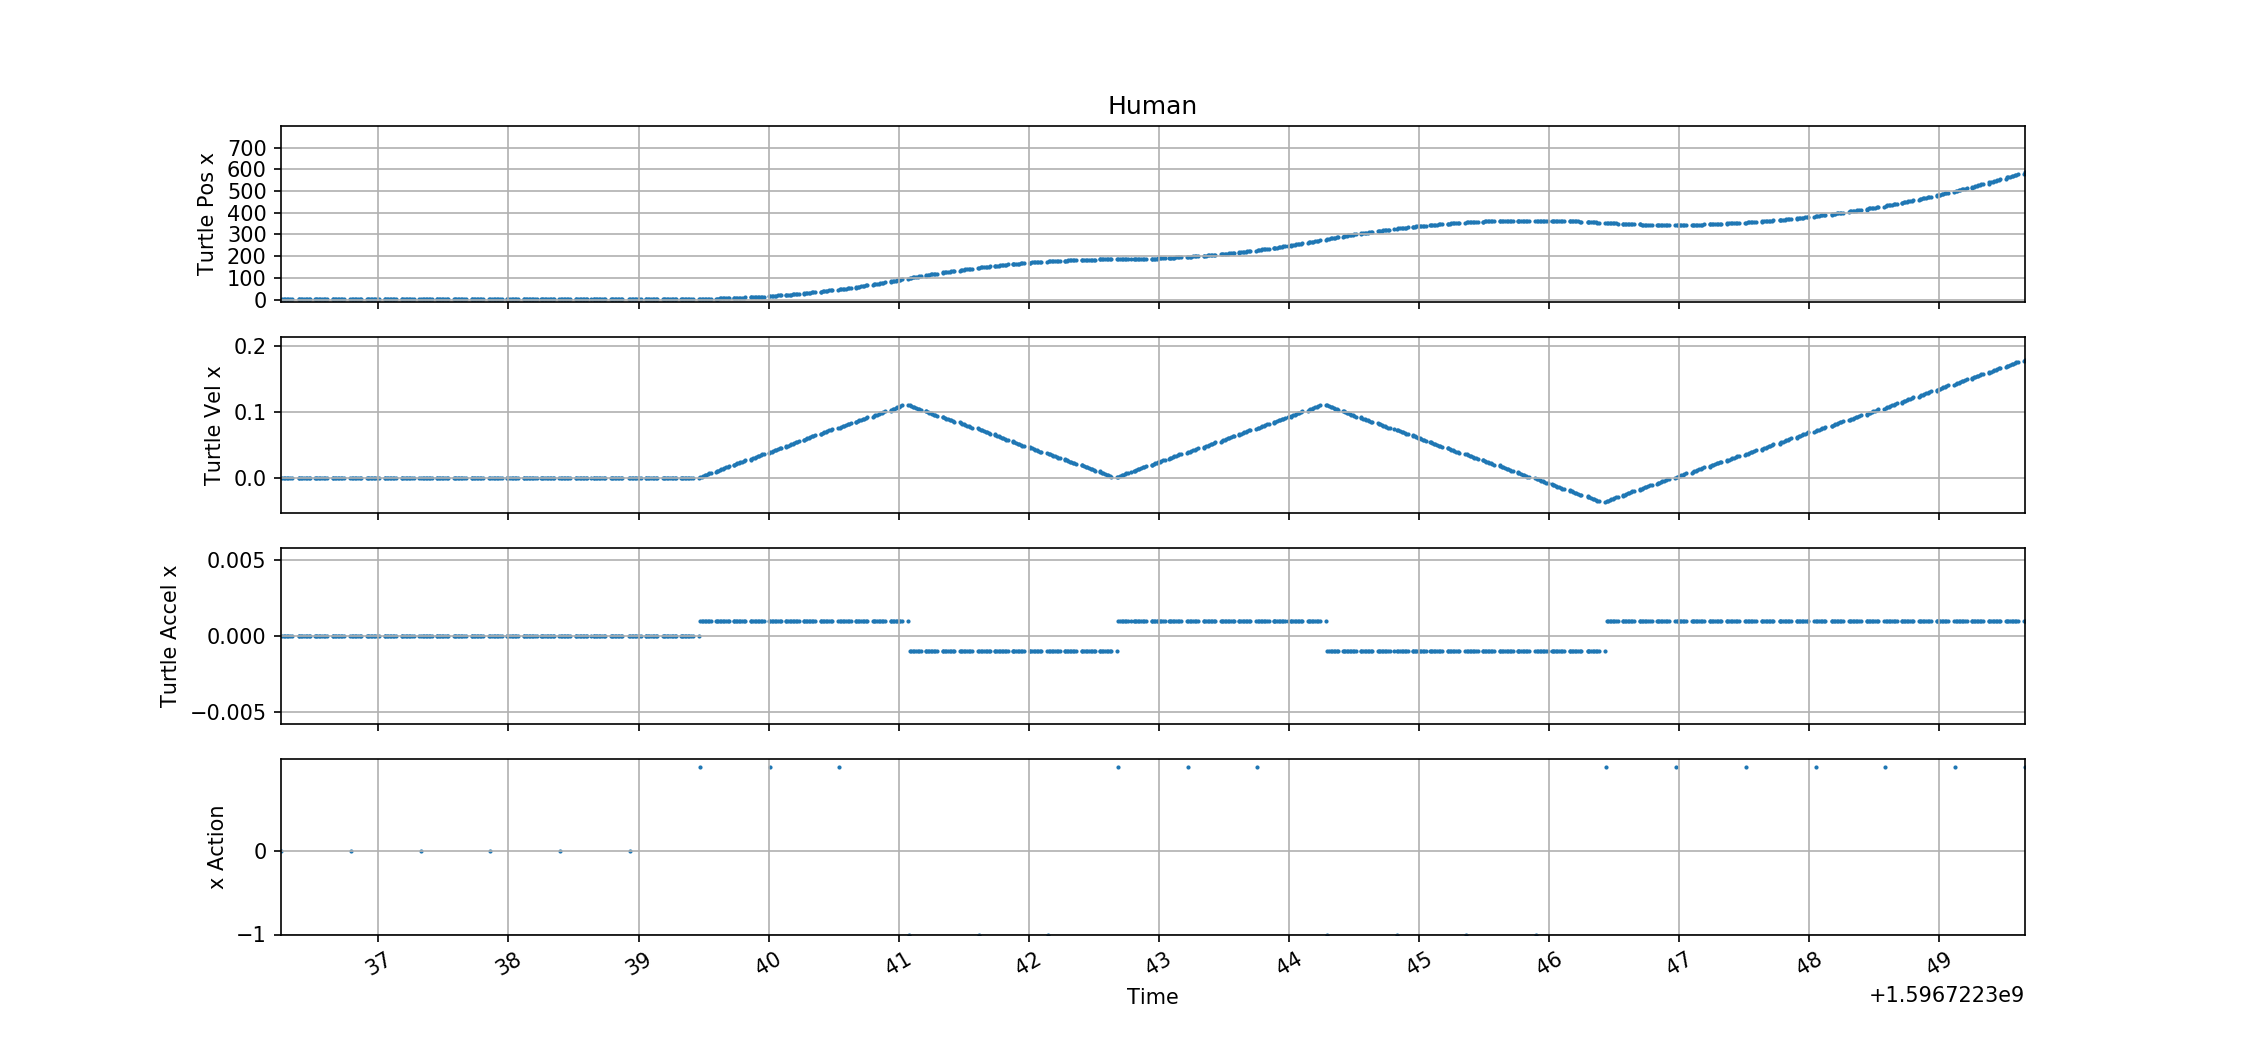 Human
Turtle Pos x
700
600
500
400
300
200
100
0
Turtle Vel x
0.2
0.1
0.0
Turtle Accel x
0.005
0.000
−0.005
x Action
0
−1
37 38 39 40 41 42 43 44 45 46 47 48 49
Time
+1.5967223e9